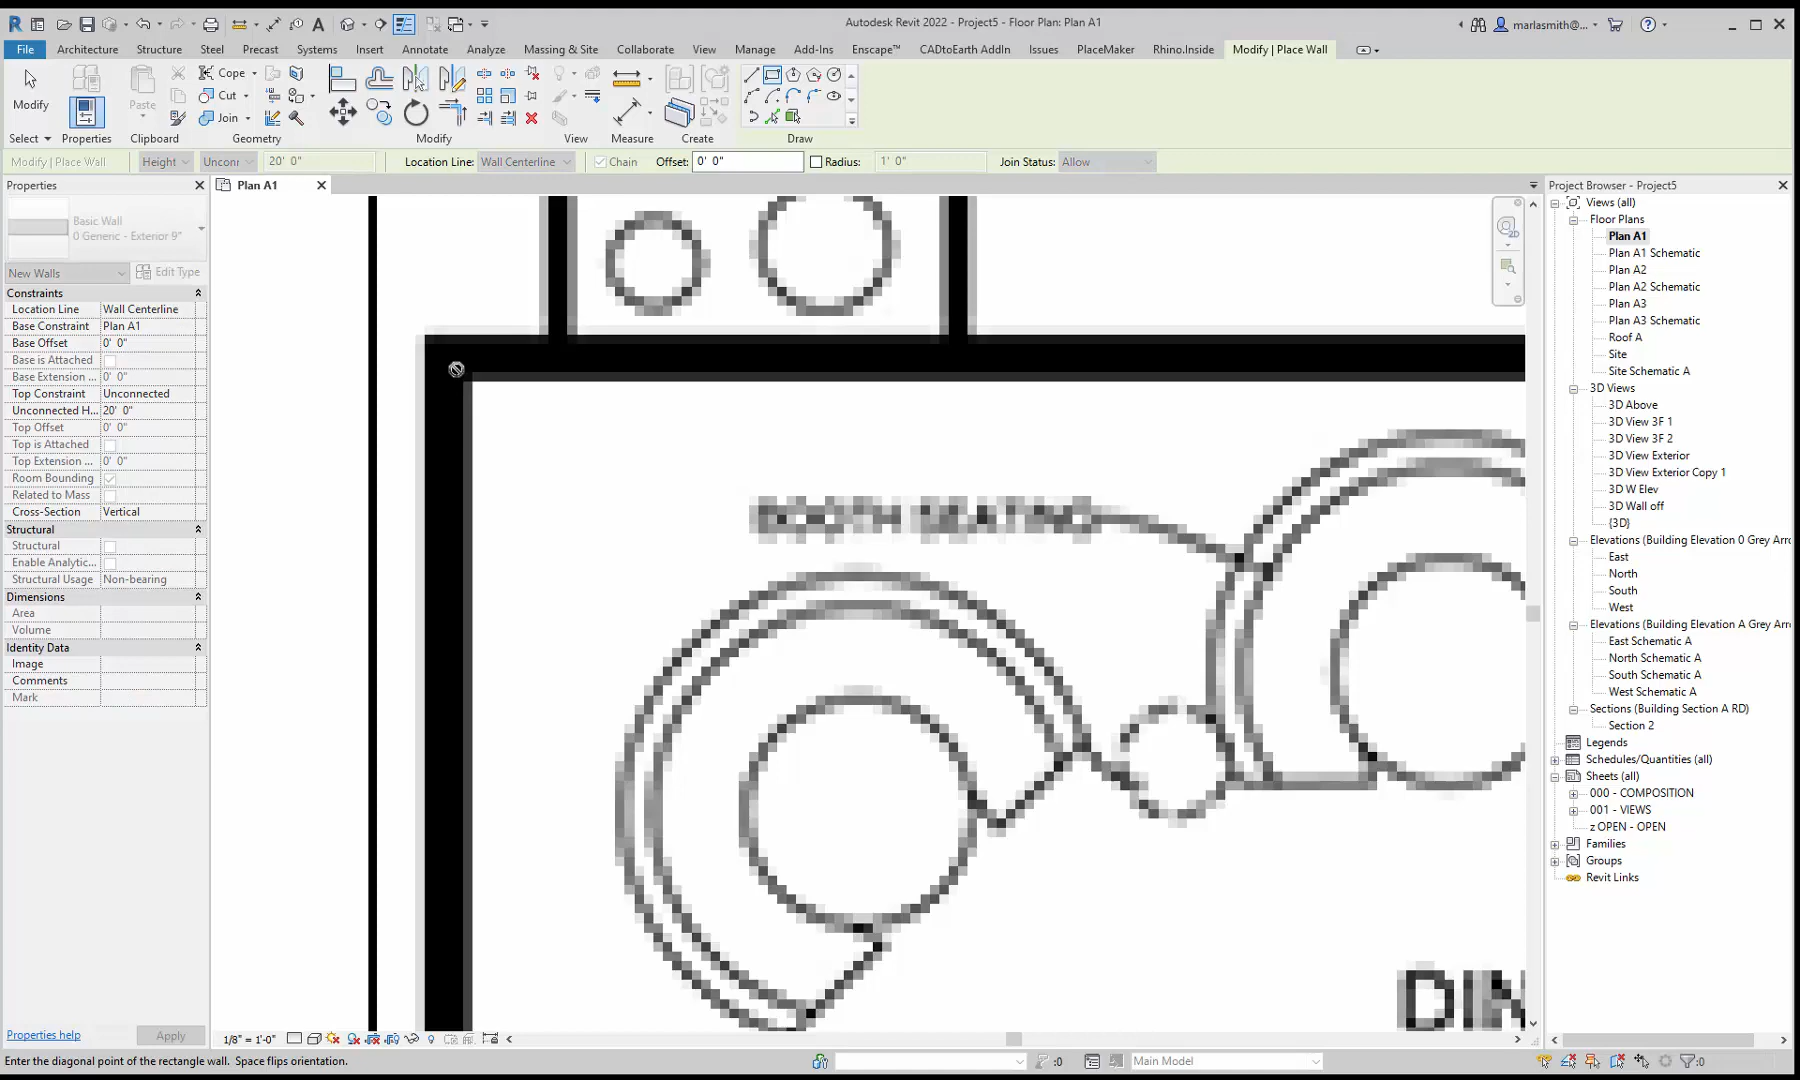 Autodesk Revit 2022 - Project5 - Floor Plan: Plan A1
marlasmith@...
File Architecture Structure Steel Precast Systems Insert Annotate Analyze Massing & Site Collaborate View Manage Add-Ins Enscape™ CADtoEarth AddIn Issues PlaceMaker Rhino.Inside Modify | Place Wall
Cope
Modify Paste Cut
Join
Select Properties Clipboard Geometry Modify View Measure Create Draw
Modify | Place Wall Height Unconr 20' 0" Location Line: Wall Centerline Chain Offset: 0' 0" Radius: 1' 0" Join Status: Allow
Properties
Plan A1
Project Browser - Project5
Basic Wall
0 Generic - Exterior 9"
New Walls Edit Type
Constraints
Location Line Wall Centerline
Base Constraint Plan A1
Base Offset 0' 0"
Base is Attached
Base Extension ... 0' 0"
Top Constraint Unconnected
Unconnected H... 20' 0"
Top Offset 0' 0"
Top is Attached
Top Extension ... 0' 0"
Room Bounding
Related to Mass
Cross-Section Vertical
Structural
Structural
Enable Analytic...
Structural Usage Non-bearing
Dimensions
Area
Volume
Identity Data
Image
Comments
Mark
Properties help Apply
2D
BOOTH SEATING
DIN
Views (all)
Floor Plans
Plan A1
Plan A1 Schematic
Plan A2
Plan A2 Schematic
Plan A3
Plan A3 Schematic
Roof A
Site
Site Schematic A
3D Views
3D Above
3D View 3F 1
3D View 3F 2
3D View Exterior
3D View Exterior Copy 1
3D W Elev
3D Wall off
{3D}
Elevations (Building Elevation 0 Grey Arro
East
North
South
West
Elevations (Building Elevation A Grey Arro
East Schematic A
North Schematic A
South Schematic A
West Schematic A
Sections (Building Section A RD)
Section 2
Legends
Schedules/Quantities (all)
Sheets (all)
000 - COMPOSITION
001 - VIEWS
z OPEN - OPEN
Families
Groups
Revit Links
1/8" = 1'-0"
Enter the diagonal point of the rectangle wall. Space flips orientation.
:0
Main Model
:0